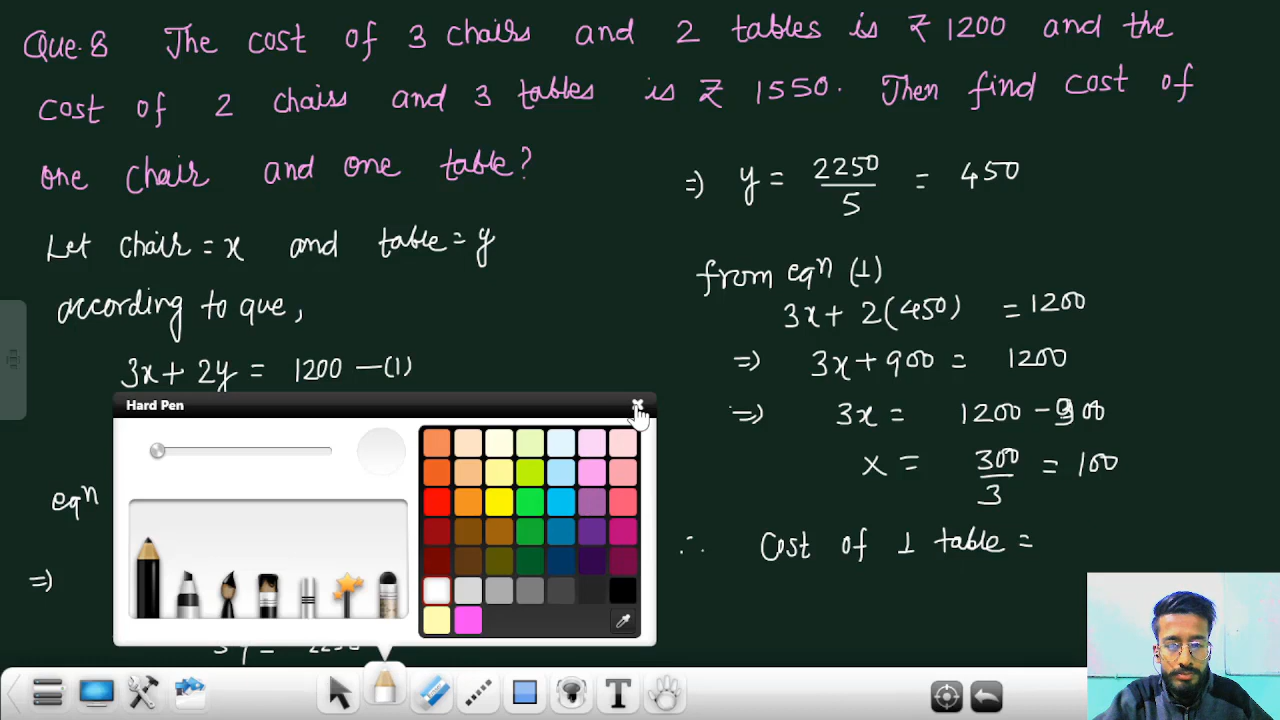 Que.8 The cost of 3 chairs and 2 tables is ₹ 1200 and the
cost of 2 chairs and 3 tables is ₹ 1550. Then find cost of
one chair and one table?
Let chair = x and table = y
according to que,
3x + 2y = 1200 —(1)
Hard Pen
eqn
⇒
3y = 2250
⇒ y = 2250/5 = 450
from eqn (1)
3x + 2(450) = 1200
⇒ 3x + 900 = 1200
⇒ 3x = 1200 - 900
x = 300/3 = 100
∴ Cost of 1 table =
T